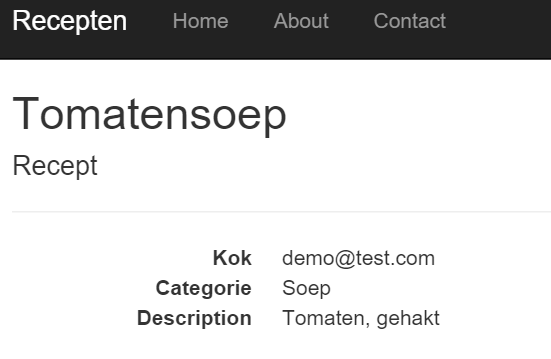 Recepten Home About Contact
Tomatensoep
Recept
Kok demo@test.com
Categorie Soep
Description Tomaten, gehakt